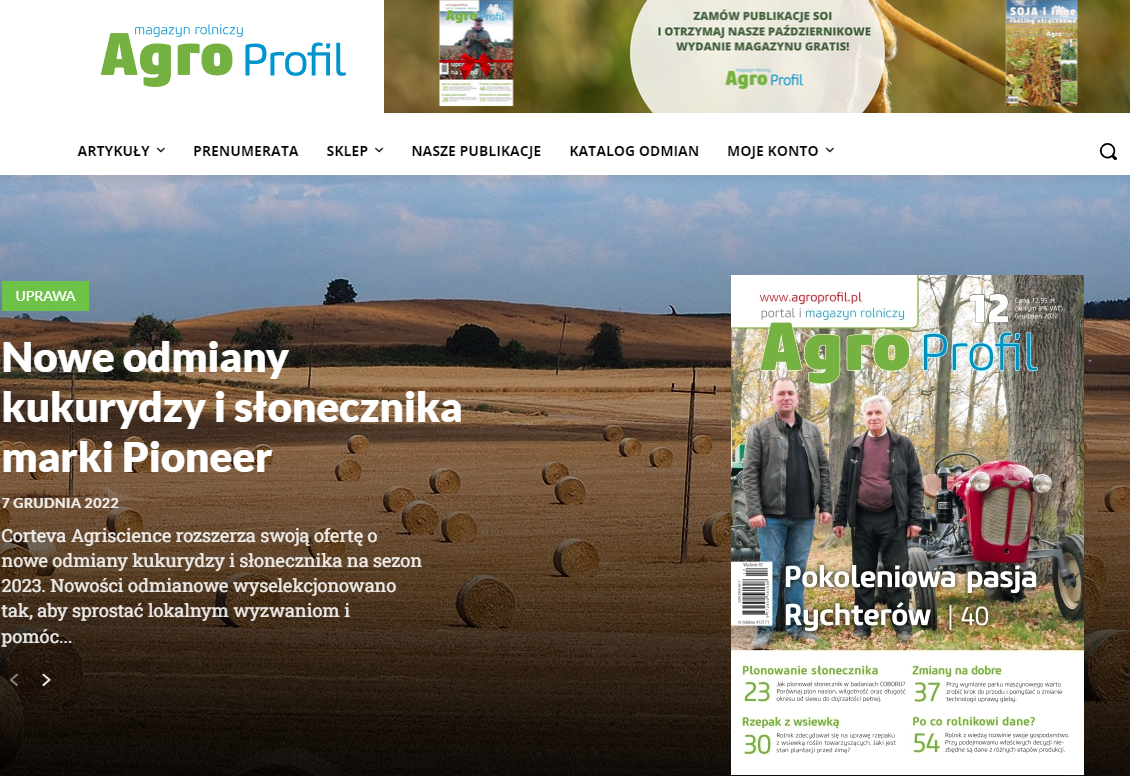 magazyn rolniczy
Agro Profil
Agro Profil
ZAMÓW PUBLIKACJE SOI
I OTRZYMAJ NASZE PAŹDZIERNIKOWE
WYDANIE MAGAZYNU GRATIS!
magazyn rolniczy
Agro Profil
SOJA i inne
rośliny strączkowe
ARTYKUŁY
PRENUMERATA
SKLEP
NASZE PUBLIKACJE
KATALOG ODMIAN
MOJE KONTO
UPRAWA
Nowe odmiany
kukurydzy i słonecznika
marki Pioneer
7 GRUDNIA 2022
Corteva Agriscience rozszerza swoją ofertę o
nowe odmiany kukurydzy i słonecznika na sezon
2023. Nowości odmianowe wyselekcjonowano
tak, aby sprostać lokalnym wyzwaniom i
pomóc...
www.agroprofil.pl
portal i magazyn rolniczy
12
Cena 12,95 zł
(w tym 8% VAT)
Grudzień 2022
Agro Profil
Pokoleniowa pasja
Rychterów | 40
Plonowanie słonecznika
23
Jak plonował słonecznik w badaniach COBORU?
Porównaj plon nasion, wilgotność oraz długość
okresu od siewu do dojrzałości pełnej.
Zmiany na dobre
37
Przy wymianie parku maszynowego warto
zrobić krok do przodu i pomyśleć o zmianie
technologii uprawy gleby.
Rzepak z wsiewką
30
Rolnik zdecydował się na uprawę rzepaku
z wsiewką roślin towarzyszących. Jaki jest
stan plantacji przed zimą?
Po co rolnikowi dane?
54
Rolnik z wiedzą rozwinie swoje gospodarstwo.
Przy podejmowaniu właściwych decyzji nie-
zbędne są dane z różnych etapów produkcji.